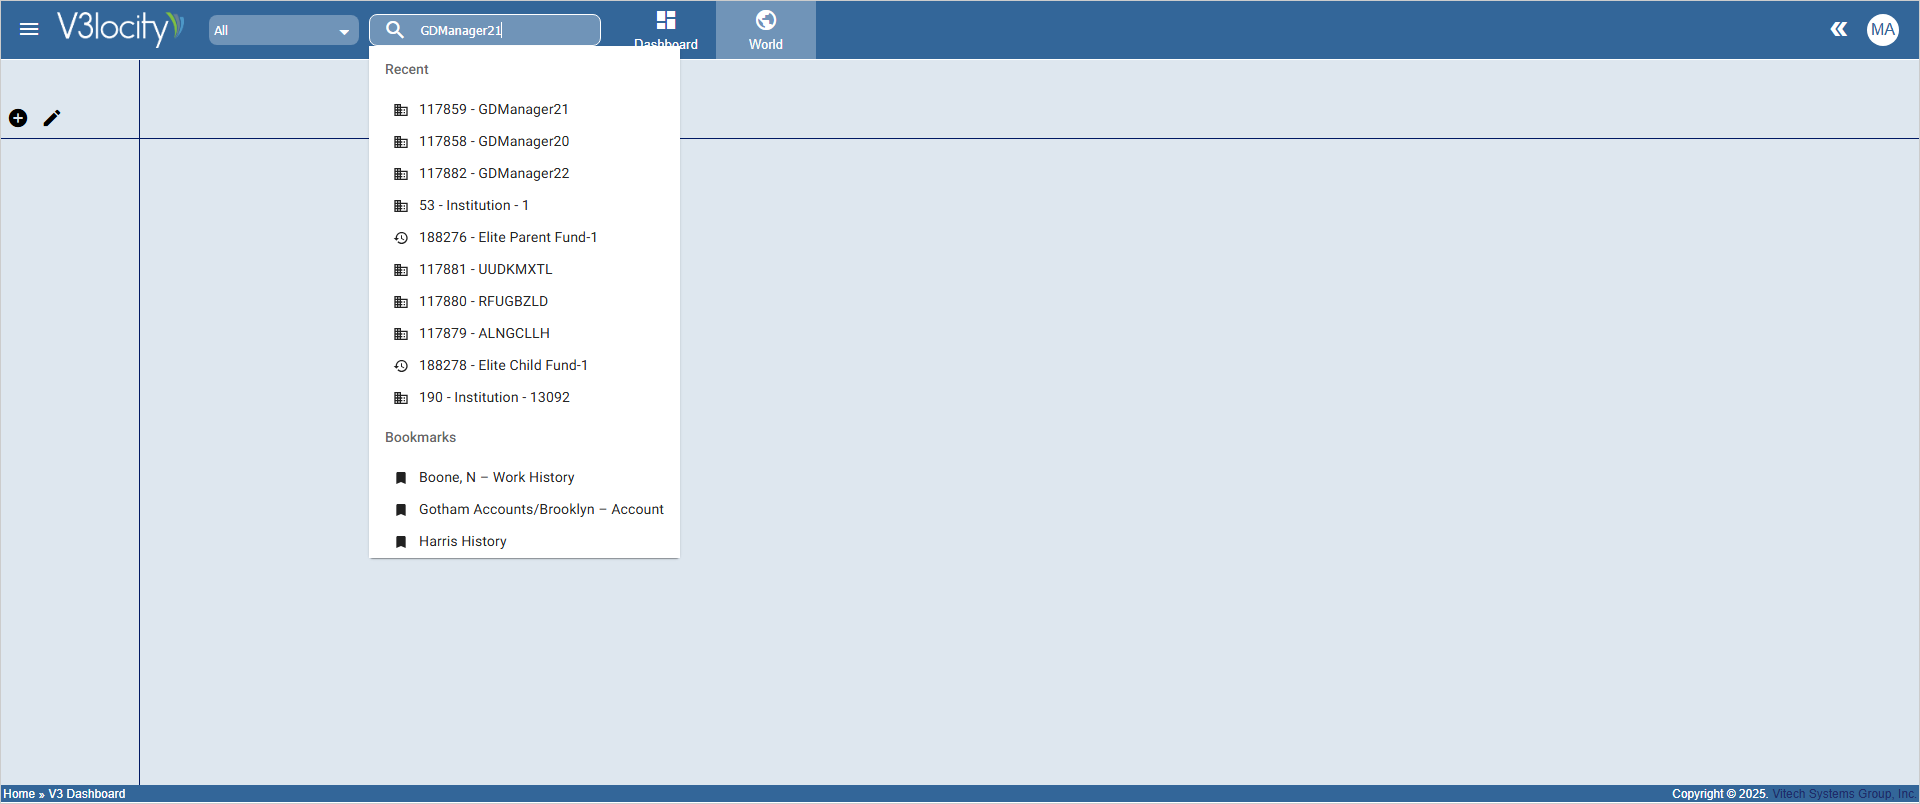 V3locity
All
GDManager21
Dashboard
World
MA
Recent
117859 - GDManager21
117858 - GDManager20
117882 - GDManager22
53 - Institution - 1
188276 - Elite Parent Fund-1
117881 - UUDKMXTL
117880 - RFUGBZLD
117879 - ALNGCLLH
188278 - Elite Child Fund-1
190 - Institution - 13092
Bookmarks
Boone, N – Work History
Gotham Accounts/Brooklyn – Account
Harris History
Home » V3 Dashboard
Copyright © 2025. Vitech Systems Group, Inc.